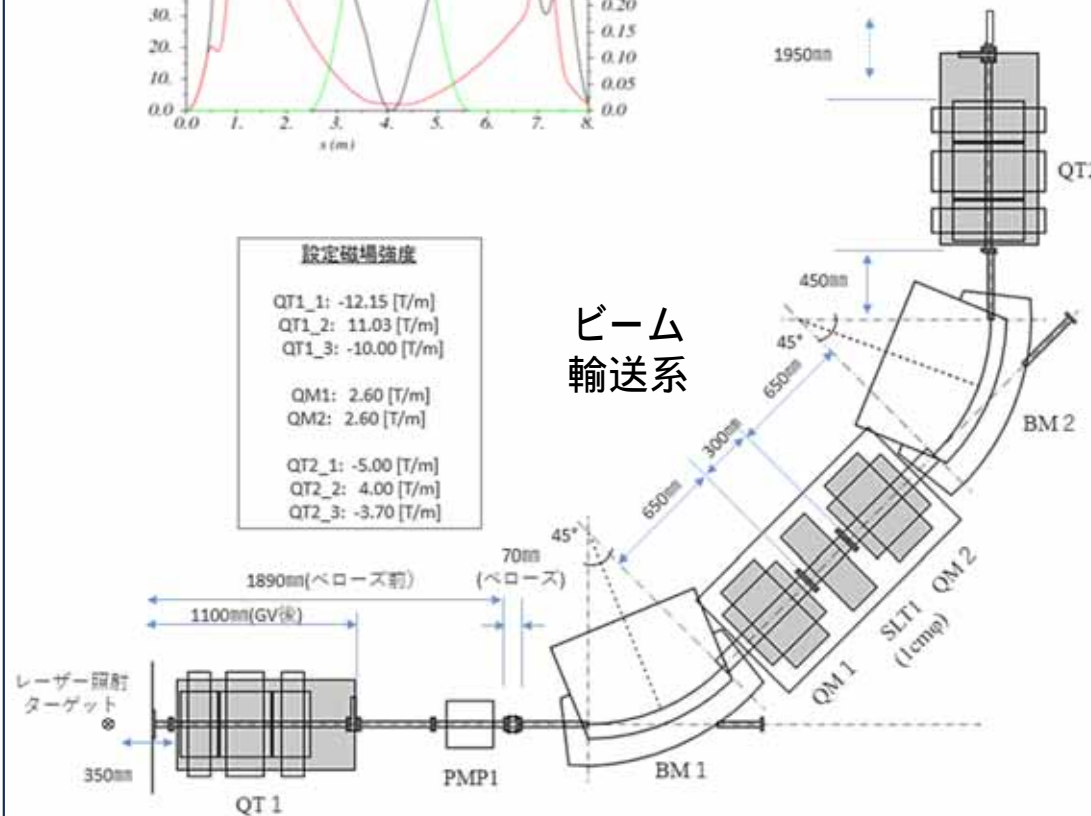 30.
20.
10.
0.0
0.20
0.15
0.10
0.05
0.0
0.0 1. 2. 3. 4. 5. 6. 7. 8.
s (m)
設定磁場強度
QT1_1: -12.15 [T/m]
QT1_2: 11.03 [T/m]
QT1_3: -10.00 [T/m]
QM1: 2.60 [T/m]
QM2: 2.60 [T/m]
QT2_1: -5.00 [T/m]
QT2_2: 4.00 [T/m]
QT2_3: -3.70 [T/m]
ビーム
輸送系
1950㎜
QT2
450㎜
45°
650㎜
300㎜
650㎜
BM 2
45°
70㎜
(ベローズ)
1890㎜(ベローズ前)
1100㎜(GV後)
QM 2
SLT1
(1cmφ)
QM 1
レーザー照射
ターゲット
350㎜
QT 1
PMP1
BM 1